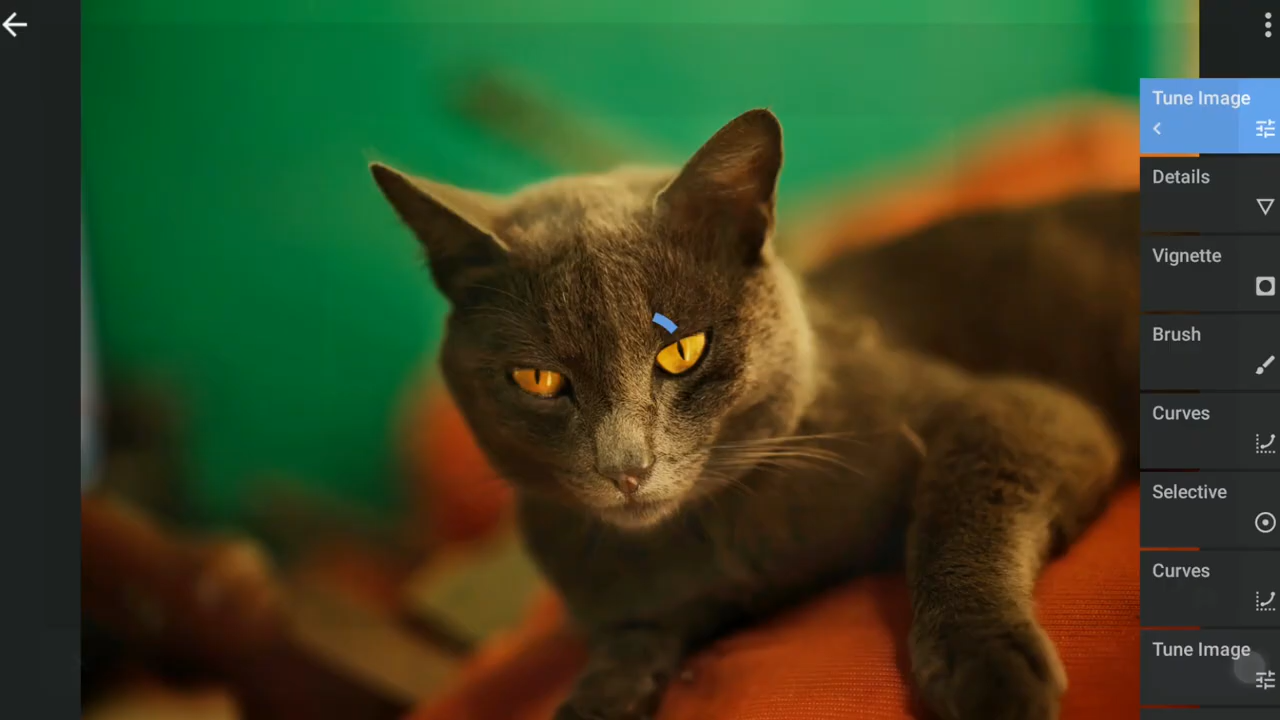 Tune Image
Details
Vignette
Brush
Curves
Selective
Curves
Tune Image